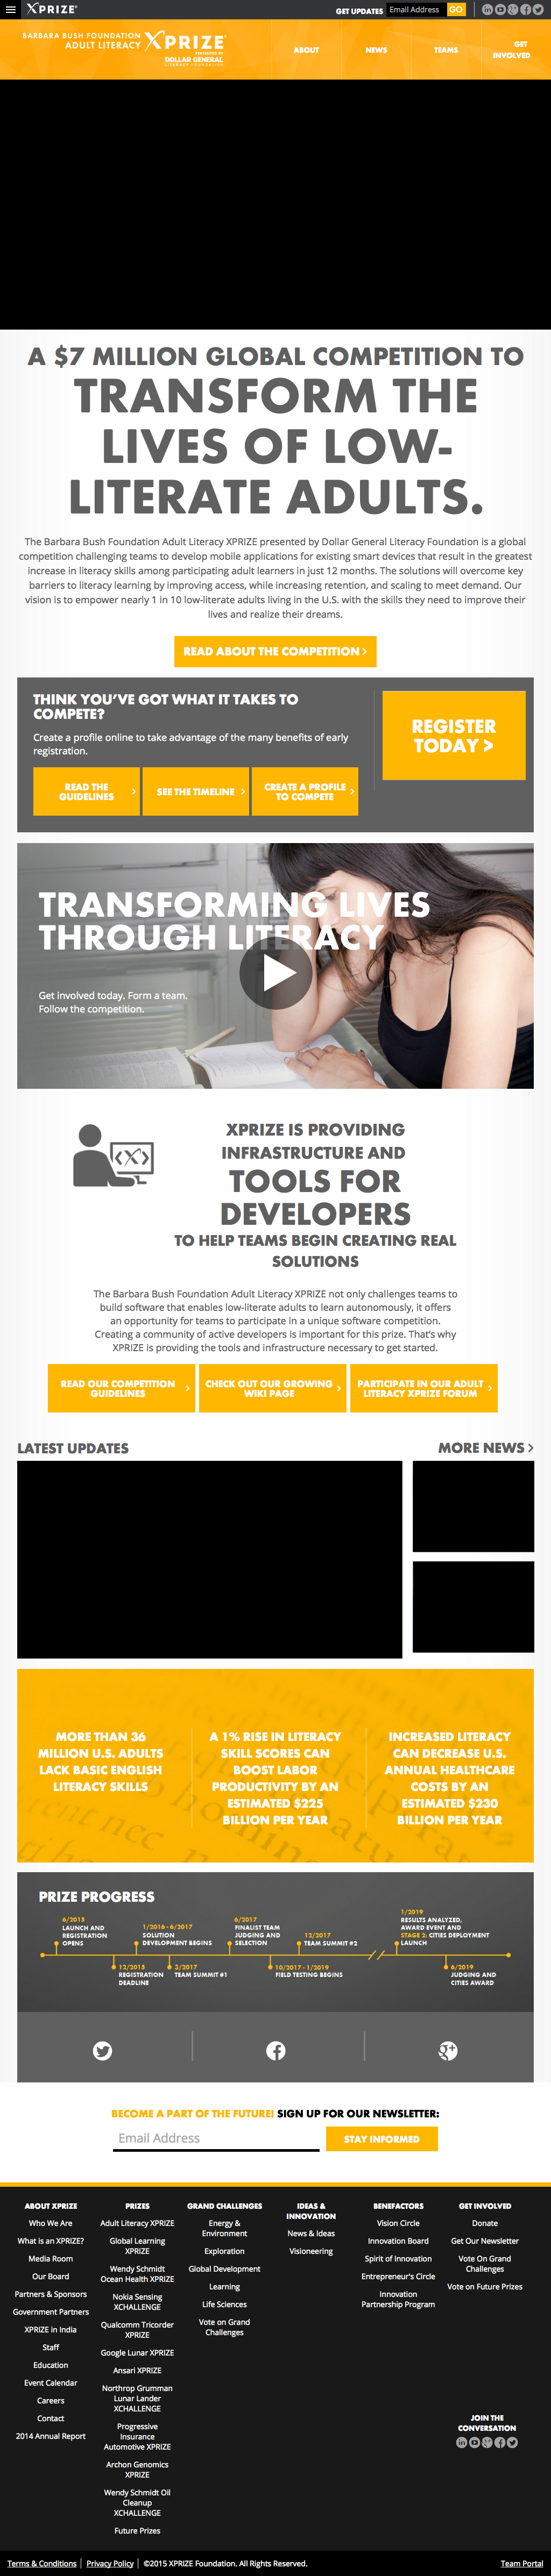 XPRIZE
GET UPDATES
Email Address
GO
BARBARA BUSH FOUNDATION
ADULT LITERACY
XPRIZE
PRESENTED BY
DOLLAR GENERAL
LITERACY FOUNDATION
ABOUT
NEWS
TEAMS
GET
INVOLVED
A $7 MILLION GLOBAL COMPETITION TO
TRANSFORM THE
LIVES OF LOW-
LITERATE ADULTS.
The Barbara Bush Foundation Adult Literacy XPRIZE presented by Dollar General Literacy Foundation is a global
competition challenging teams to develop mobile applications for existing smart devices that result in the greatest
increase in literacy skills among participating adult learners in just 12 months. The solutions will overcome key
barriers to literacy learning by improving access, while increasing retention, and scaling to meet demand. Our
vision is to empower nearly 1 in 10 low-literate adults living in the U.S. with the skills they need to improve their
lives and realize their dreams.
READ ABOUT THE COMPETITION >
THINK YOU'VE GOT WHAT IT TAKES TO
COMPETE?
Create a profile online to take advantage of the many benefits of early
registration.
READ THE
GUIDELINES >
SEE THE TIMELINE >
CREATE A PROFILE
TO COMPETE >
REGISTER
TODAY >
TRANSFORMING LIVES
THROUGH LITERACY
Get involved today. Form a team.
Follow the competition.
<X>
XPRIZE IS PROVIDING
INFRASTRUCTURE AND
TOOLS FOR
DEVELOPERS
TO HELP TEAMS BEGIN CREATING REAL
SOLUTIONS
The Barbara Bush Foundation Adult Literacy XPRIZE not only challenges teams to
build software that enables low-literate adults to learn autonomously, it offers
an opportunity for teams to participate in a unique software competition.
Creating a community of active developers is important for this prize. That's why
XPRIZE is providing the tools and infrastructure necessary to get started.
READ OUR COMPETITION
GUIDELINES >
CHECK OUT OUR GROWING
WIKI PAGE >
PARTICIPATE IN OUR ADULT
LITERACY XPRIZE FORUM >
LATEST UPDATES
MORE NEWS >
MORE THAN 36
MILLION U.S. ADULTS
LACK BASIC ENGLISH
LITERACY SKILLS
A 1% RISE IN LITERACY
SKILL SCORES CAN
BOOST LABOR
PRODUCTIVITY BY AN
ESTIMATED $225
BILLION PER YEAR
INCREASED LITERACY
CAN DECREASE U.S.
ANNUAL HEALTHCARE
COSTS BY AN
ESTIMATED $230
BILLION PER YEAR
PRIZE PROGRESS
6/2015
LAUNCH AND
REGISTRATION
OPENS
12/2015
REGISTRATION
DEADLINE
1/2016 - 6/2017
SOLUTION
DEVELOPMENT BEGINS
3/2017
TEAM SUMMIT #1
6/2017
FINALIST TEAM
JUDGING AND
SELECTION
10/2017 - 1/2019
FIELD TESTING BEGINS
12/2017
TEAM SUMMIT #2
1/2019
RESULTS ANALYZED,
AWARD EVENT AND
STAGE 2: CITIES DEPLOYMENT
LAUNCH
6/2019
JUDGING AND
CITIES AWARD
BECOME A PART OF THE FUTURE! SIGN UP FOR OUR NEWSLETTER:
Email Address
STAY INFORMED
ABOUT XPRIZE
Who We Are
What is an XPRIZE?
Media Room
Our Board
Partners & Sponsors
Government Partners
XPRIZE in India
Staff
Education
Event Calendar
Careers
Contact
2014 Annual Report
PRIZES
Adult Literacy XPRIZE
Global Learning
XPRIZE
Wendy Schmidt
Ocean Health XPRIZE
Nokia Sensing
XCHALLENGE
Qualcomm Tricorder
XPRIZE
Google Lunar XPRIZE
Ansari XPRIZE
Northrop Grumman
Lunar Lander
XCHALLENGE
Progressive
Insurance
Automotive XPRIZE
Archon Genomics
XPRIZE
Wendy Schmidt Oil
Cleanup
XCHALLENGE
Future Prizes
GRAND CHALLENGES
Energy &
Environment
Exploration
Global Development
Learning
Life Sciences
Vote on Grand
Challenges
IDEAS &
INNOVATION
News & Ideas
Visioneering
BENEFACTORS
Vision Circle
Innovation Board
Spirit of Innovation
Entrepreneur's Circle
Innovation
Partnership Program
GET INVOLVED
Donate
Get Our Newsletter
Vote On Grand
Challenges
Vote on Future Prizes
JOIN THE
CONVERSATION
Terms & Conditions | Privacy Policy | ©2015 XPRIZE Foundation. All Rights Reserved.
Team Portal